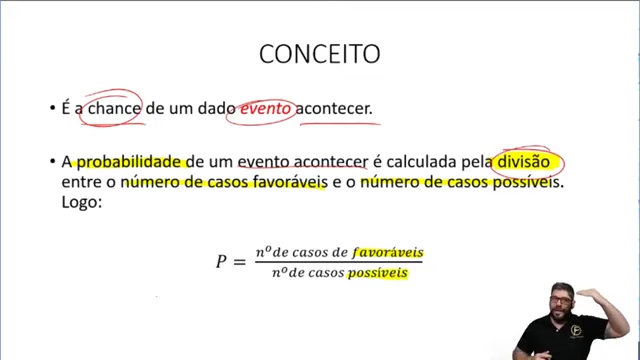 CONCEITO
• É a chance de um dado evento acontecer.
• A probabilidade de um evento acontecer é calculada pela divisão
entre o número de casos favoráveis e o número de casos possíveis.
Logo:
P = nº de casos de favoráveis
nº de casos possíveis